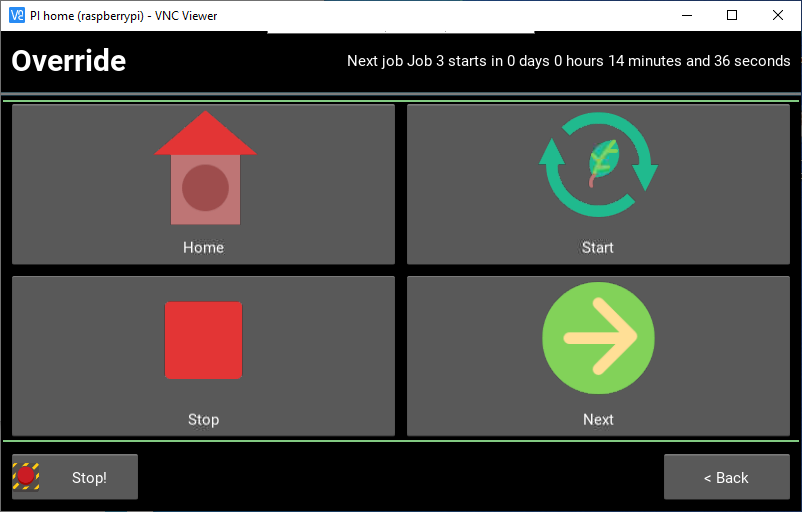 PI home (raspberrypi) - VNC Viewer
Override
Next job Job 3 starts in 0 days 0 hours 14 minutes and 36 seconds
Home
Start
Stop
Next
Stop!
< Back